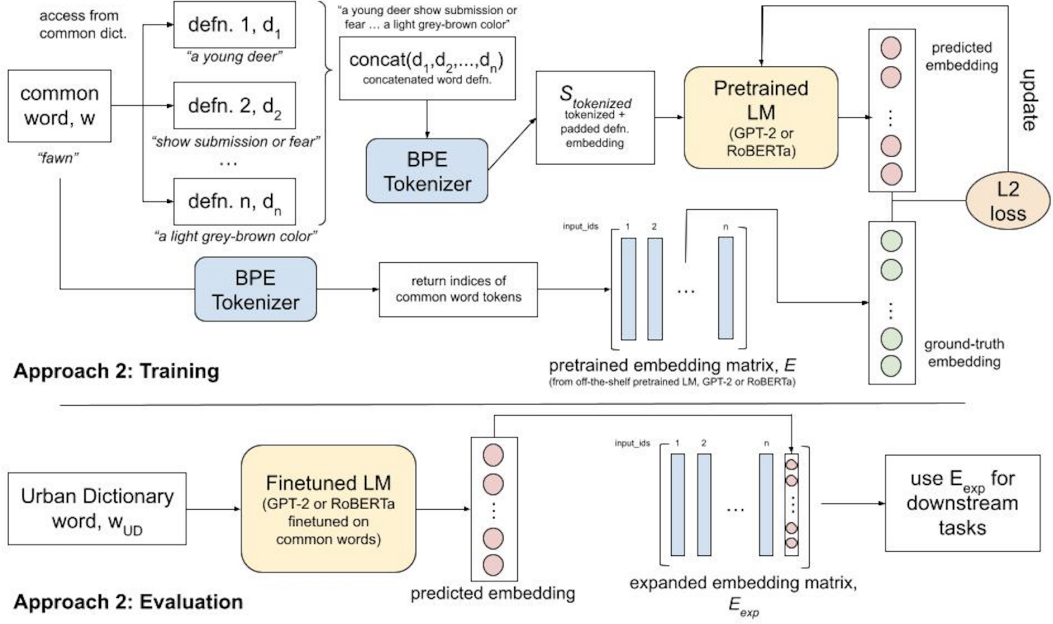 access from
common dict.
common
word, w
"fawn"
defn. 1, d1
"a young deer"
defn. 2, d2
"show submission or fear"
...
defn. n, dn
"a light grey-brown color"
"a young deer show submission or
fear ... a light grey-brown color"
concat(d1,d2,...,dn)
concatenated word defn.
BPE
Tokenizer
Stokenized
tokenized +
padded defn.
embedding
Pretrained
LM
(GPT-2 or
RoBERTa)
predicted
embedding
update
L2
loss
BPE
Tokenizer
return indices of
common word tokens
input_ids 1 2 n
...
pretrained embedding matrix, E
(from off-the-shelf pretrained LM, GPT-2 or RoBERTa)
ground-truth
embedding
Approach 2: Training
Urban Dictionary
word, wUD
Finetuned LM
(GPT-2 or RoBERTa
finetuned on
common words)
predicted embedding
input_ids 1 2 n
...
expanded embedding matrix,
Eexp
use Eexp for
downstream
tasks
Approach 2: Evaluation